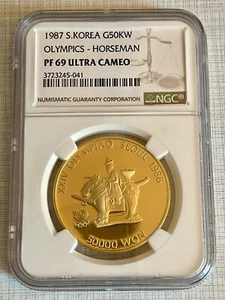 1987 S.KOREA G50KW
OLYMPICS - HORSEMAN
PF 69 ULTRA CAMEO
3723245-041
NUMISMATIC GUARANTY CORPORATION
NGC
XXIV OLYMPIAD SEOUL 1988
50000 WON